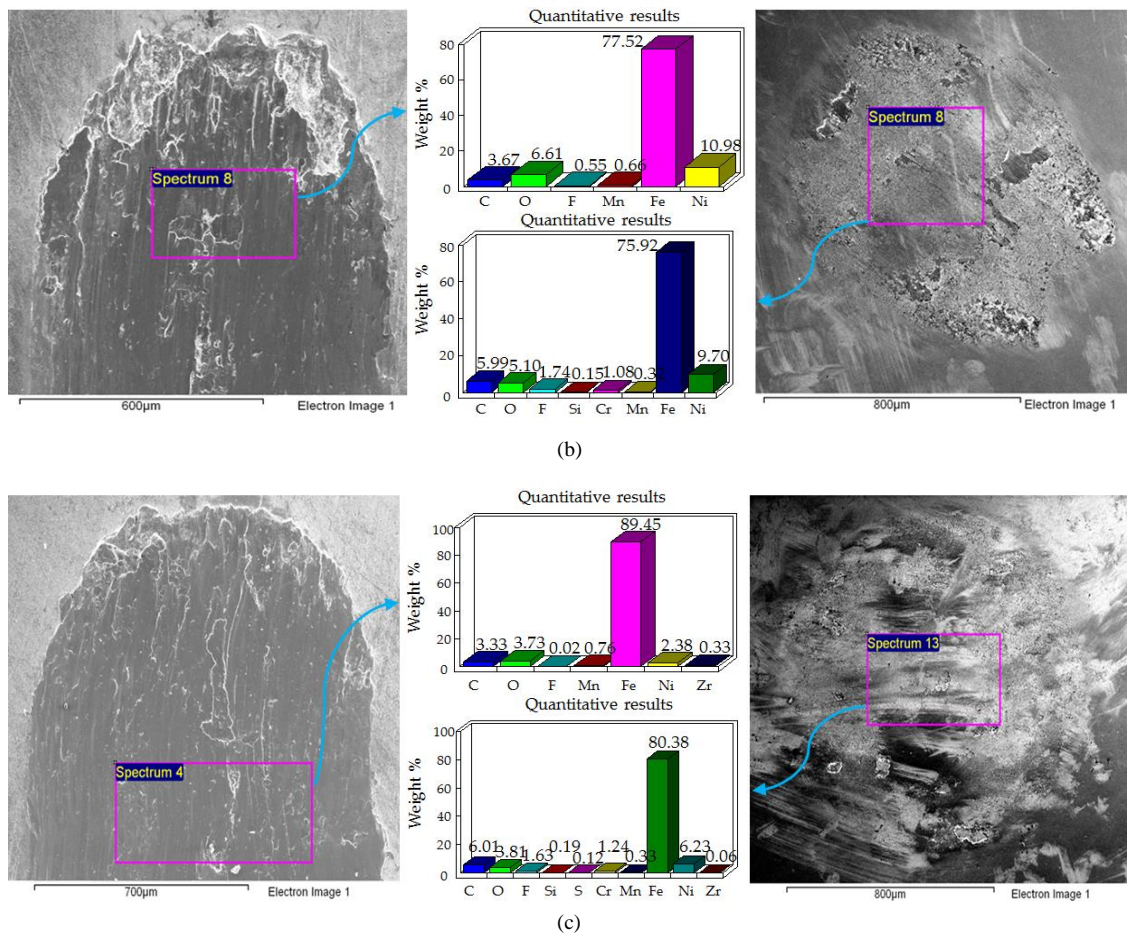 Quantitative results
Weight %
80
60
40
20
0
3.67 6.61 0.55 0.66 77.52 10.98
C O F Mn Fe Ni
Spectrum 8
600µm Electron Image 1
Quantitative results
Weight %
80
60
40
20
0
5.99 5.10 1.74 0.15 1.08 0.32 75.92 9.70
C O F Si Cr Mn Fe Ni
Spectrum 8
800µm Electron Image 1
(b)
Quantitative results
Weight %
100
80
60
40
20
0
3.33 3.73 0.02 0.76 89.45 2.38 0.33
C O F Mn Fe Ni Zr
Spectrum 4
700µm Electron Image 1
Quantitative results
Weight %
100
80
60
40
20
0
6.01 3.81 1.63 0.19 0.12 1.24 0.33 80.38 6.23 0.06
C O F Si S Cr Mn Fe Ni Zr
Spectrum 13
800µm Electron Image 1
(c)